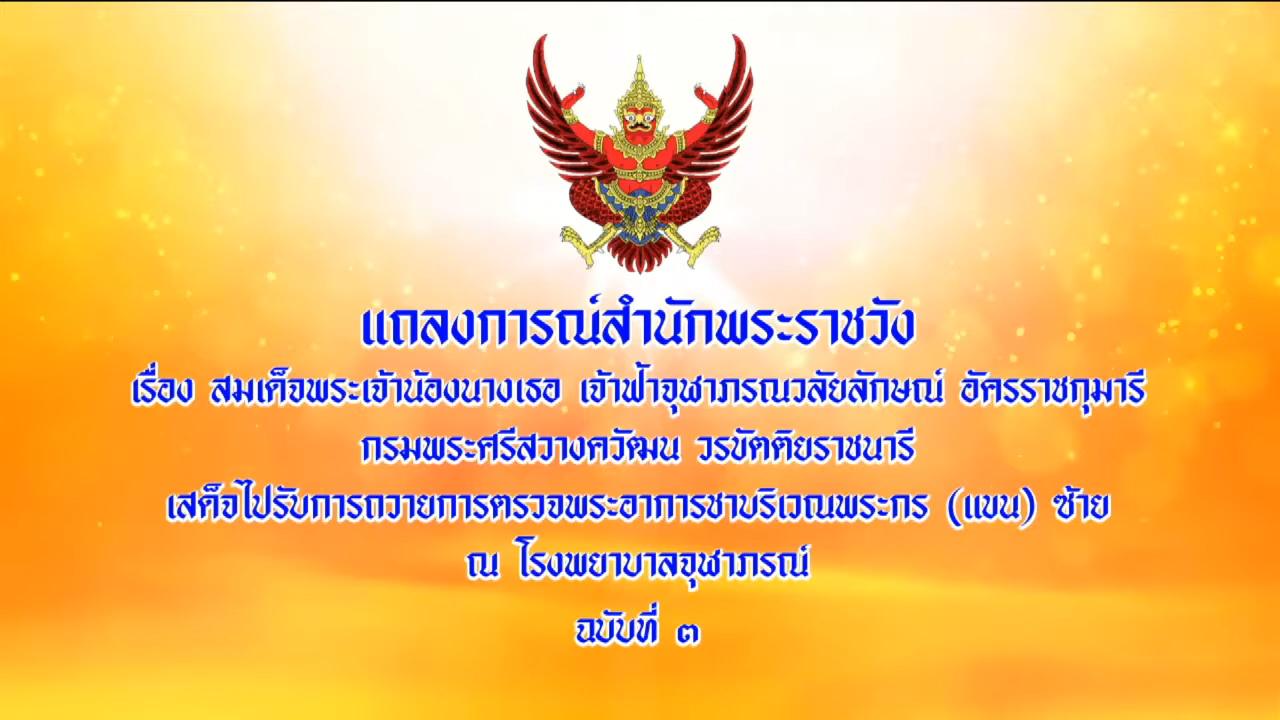 แถลงการณ์สำนักพระราชวัง
เรื่อง สมเด็จพระเจ้าน้องนางเธอ เจ้าฟ้าจุฬาภรณวลัยลักษณ์ อัครราชกุมารี
กรมพระศรีสวางควัฒน วรขัตติยราชนารี
เสด็จไปรับการถวายการตรวจพระอาการชาบริเวณพระกร (แขน) ซ้าย
ณ โรงพยาบาลจุฬาภรณ์
ฉบับที่ ๓